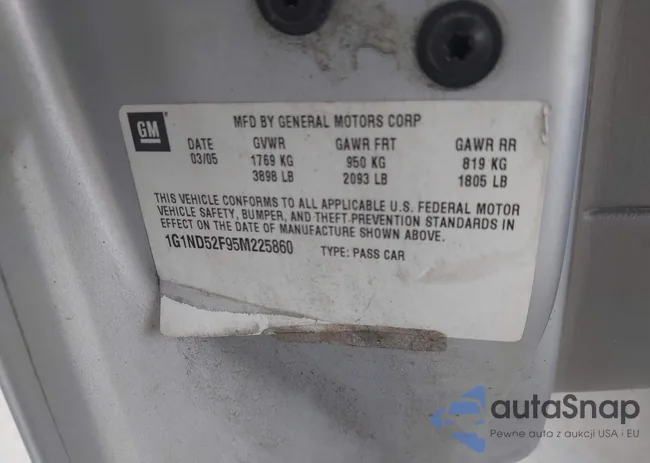 GM
MFD BY GENERAL MOTORS CORP
DATE GVWR GAWR FRT GAWR RR
03/05 1769 KG 950 KG 819 KG
3898 LB 2093 LB 1805 LB
THIS VEHICLE CONFORMS TO ALL APPLICABLE U.S. FEDERAL MOTOR
VEHICLE SAFETY, BUMPER, AND THEFT PREVENTION STANDARDS IN
EFFECT ON THE DATE OF MANUFACTURE SHOWN ABOVE.
1G1ND52F95M225860 TYPE: PASS CAR
autaSnap
Pewne auta z aukcji USA i EU